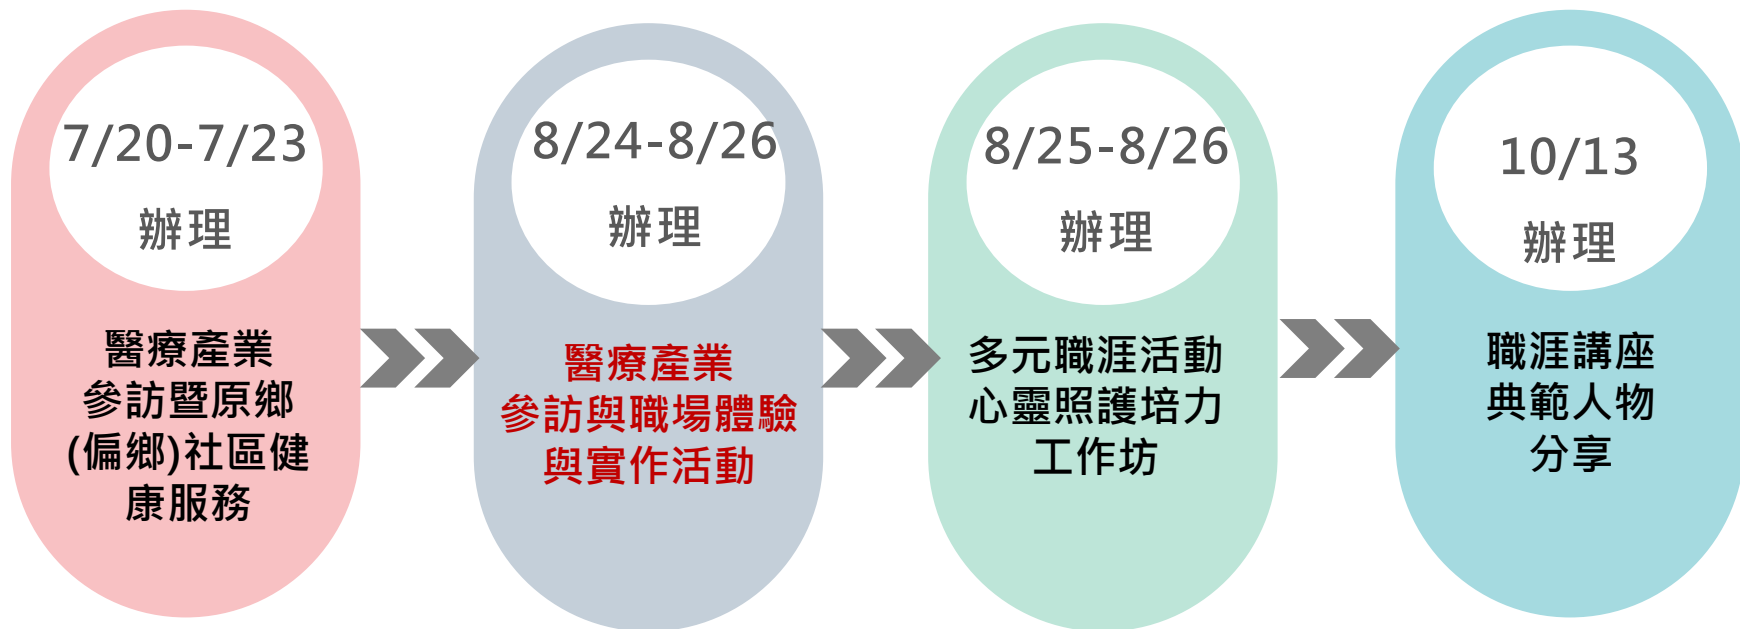 7/20-7/23
辦理
醫療產業
參訪暨原鄉
(偏鄉)社區健
康服務
8/24-8/26
辦理
醫療產業
參訪與職場體驗
與實作活動
8/25-8/26
辦理
多元職涯活動
心靈照護培力
工作坊
10/13
辦理
職涯講座
典範人物
分享